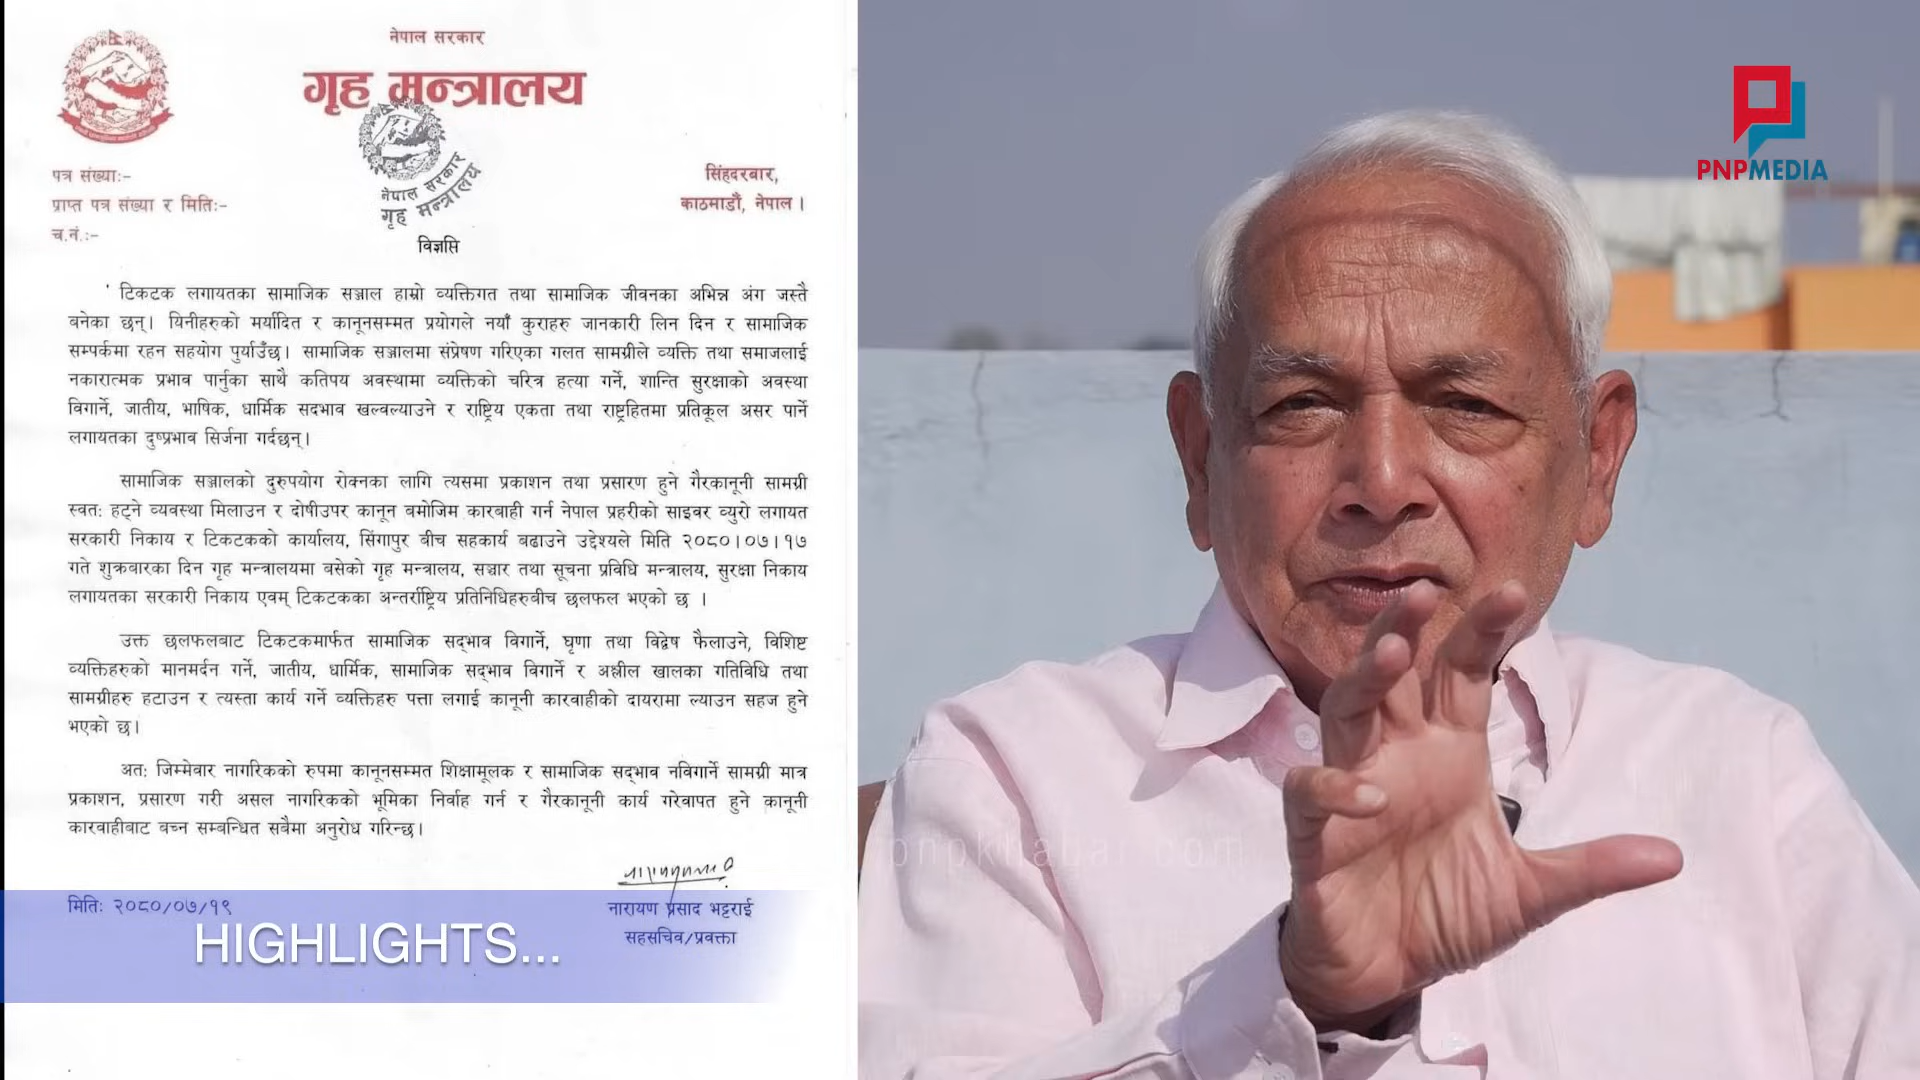 नेपाल सरकार
गृह मन्त्रालय
नेपाल सरकार
गृह मन्त्रालय
पत्र संख्याः-
प्राप्त पत्र संख्या र मितिः-
च.नं.:-
सिंहदरबार,
काठमाडौं, नेपाल ।
विज्ञप्ति
टिकटक लगायतका सामाजिक सञ्जाल हाम्रो व्यक्तिगत तथा सामाजिक जीवनका अभिन्न अंग जस्तै
बनेका छन्। यिनीहरुको मर्यादित र कानूनसम्मत प्रयोगले नयाँ कुराहरु जानकारी लिन दिन र सामाजिक
सम्पर्कमा रहन सहयोग पुर्याउँछ। सामाजिक सञ्जालमा संप्रेषण गरिएका गलत सामग्रीले व्यक्ति तथा समाजलाई
नकारात्मक प्रभाव पार्नुका साथै कतिपय अवस्थामा व्यक्तिको चरित्र हत्या गर्ने, शान्ति सुरक्षाको अवस्था
विगार्ने, जातीय, भाषिक, धार्मिक सदभाव खल्वल्याउने र राष्ट्रिय एकता तथा राष्ट्रहितमा प्रतिकूल असर पार्ने
लगायतका दुष्प्रभाव सिर्जना गर्दछन्।
सामाजिक सञ्जालको दुरुपयोग रोक्नका लागि त्यसमा प्रकाशन तथा प्रसारण हुने गैरकानूनी सामग्री
स्वत: हट्ने व्यवस्था मिलाउन र दोषीउपर कानून बमोजिम कारबाही गर्न नेपाल प्रहरीको साइवर व्युरो लगायत
सरकारी निकाय र टिकटकको कार्यालय, सिंगापुर बीच सहकार्य बढाउने उद्देश्यले मिति २०८०।०७।१७
गते शुक्रबारका दिन गृह मन्त्रालयमा बसेको गृह मन्त्रालय, सञ्चार तथा सूचना प्रविधि मन्त्रालय, सुरक्षा निकाय
लगायतका सरकारी निकाय एवम् टिकटकका अन्तर्राष्ट्रिय प्रतिनिधिहरुबीच छलफल भएको छ ।
उक्त छलफलबाट टिकटकमार्फत सामाजिक सद्‌भाव विगार्ने, घृणा तथा विद्वेष फैलाउने, विशिष्ट
व्यक्तिहरुको मानमर्दन गर्ने, जातीय, धार्मिक, सामाजिक सद्‌भाव विगार्ने र अश्लील खालका गतिविधि तथा
सामग्रीहरु हटाउन र त्यस्ता कार्य गर्ने व्यक्तिहरु पत्ता लगाई कानूनी कारवाहीको दायरामा ल्याउन सहज हुने
भएको छ।
अत: जिम्मेवार नागरिकको रुपमा कानूनसम्मत शिक्षामूलक र सामाजिक सद्‌भाव नविगार्ने सामग्री मात्र
प्रकाशन, प्रसारण गरी असल नागरिकको भूमिका निर्वाह गर्न र गैरकानूनी कार्य गरेवापत हुने कानूनी
कारवाहीबाट बच्न सम्बन्धित सबैमा अनुरोध गरिन्छ।
मितिः २०८०/०७/१९
नारायण प्रसाद भट्टराई
सहसचिव/प्रवक्ता
HIGHLIGHTS...
PNPMEDIA
pnpkhabar.com